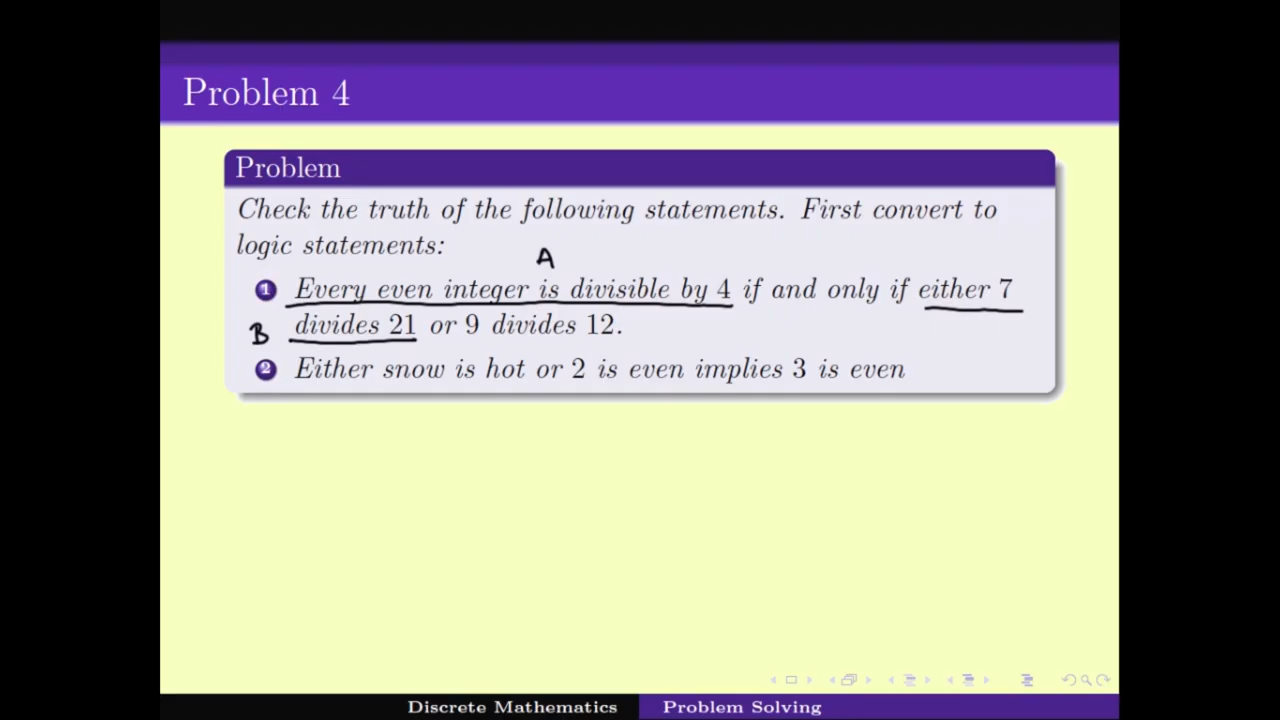 Problem 4
Problem
Check the truth of the following statements. First convert to
logic statements:
A
1 Every even integer is divisible by 4 if and only if either 7
B divides 21 or 9 divides 12.
2 Either snow is hot or 2 is even implies 3 is even
Discrete Mathematics Problem Solving